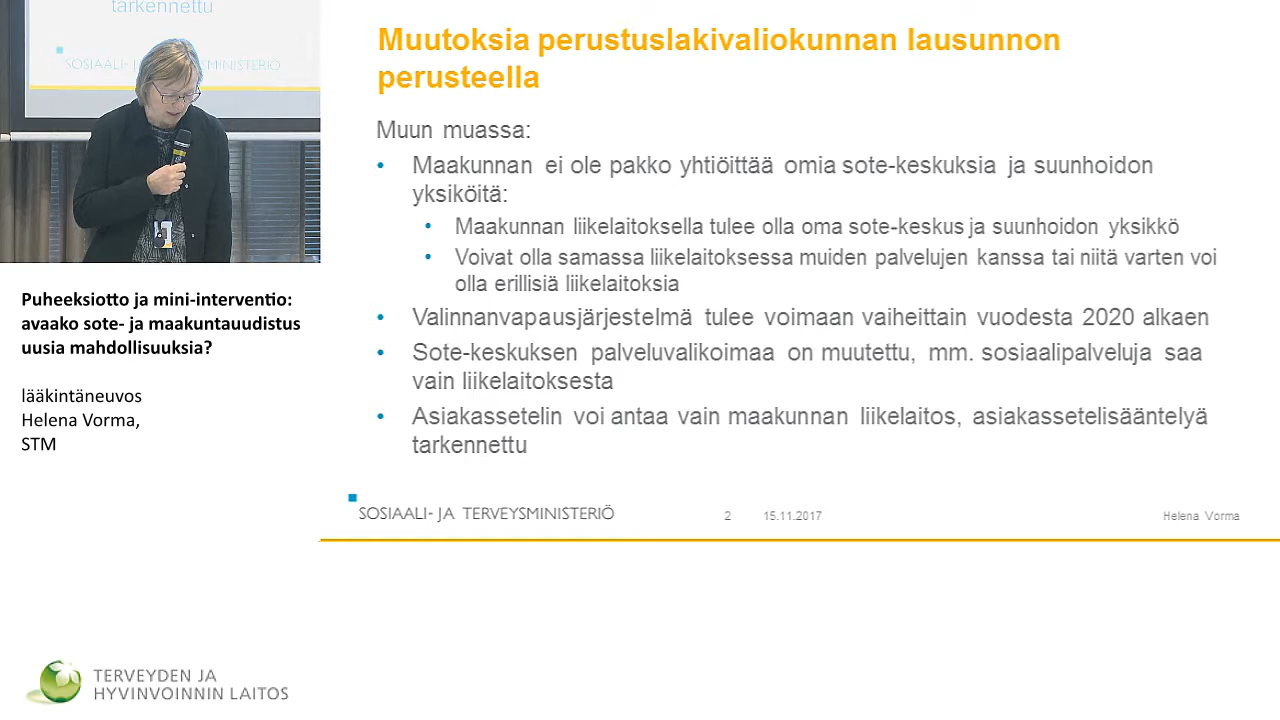 tarkennettu
SOSIAALI- JA TERVEYSMINISTERIÖ
Puheeksiotto ja mini-interventio:
avaako sote- ja maakuntauudistus
uusia mahdollisuuksia?
lääkintäneuvos
Helena Vorma,
STM
Muutoksia perustuslakivaliokunnan lausunnon
perusteella
Muun muassa:
• Maakunnan ei ole pakko yhtiöittää omia sote-keskuksia ja suunhoidon
yksiköitä:
• Maakunnan liikelaitoksella tulee olla oma sote-keskus ja suunhoidon yksikkö
• Voivat olla samassa liikelaitoksessa muiden palvelujen kanssa tai niitä varten voi
olla erillisiä liikelaitoksia
• Valinnanvapausjärjestelmä tulee voimaan vaiheittain vuodesta 2020 alkaen
• Sote-keskuksen palveluvalikoimaa on muutettu, mm. sosiaalipalveluja saa
vain liikelaitoksesta
• Asiakassetelin voi antaa vain maakunnan liikelaitos, asiakassetelisääntelyä
tarkennettu
SOSIAALI- JA TERVEYSMINISTERIÖ 2 15.11.2017 Helena Vorma
TERVEYDEN JA
HYVINVOINNIN LAITOS